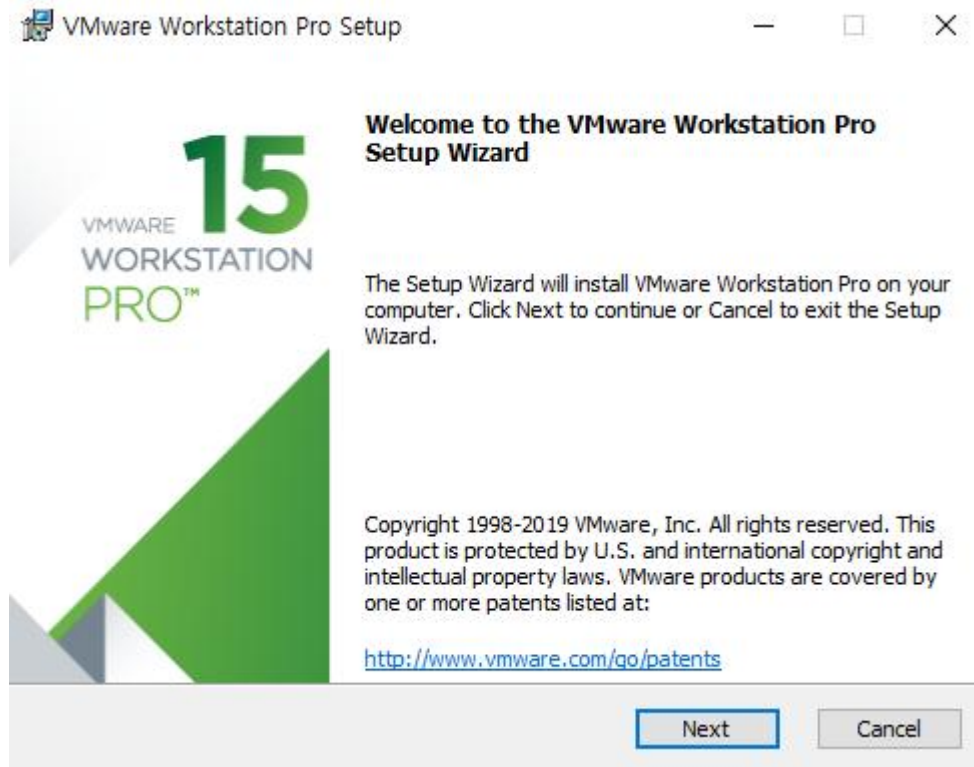 VMware Workstation Pro Setup
Welcome to the VMware Workstation Pro
Setup Wizard
15
VMWARE
WORKSTATION
PRO™
The Setup Wizard will install VMware Workstation Pro on your
computer. Click Next to continue or Cancel to exit the Setup
Wizard.
Copyright 1998-2019 VMware, Inc. All rights reserved. This
product is protected by U.S. and international copyright and
intellectual property laws. VMware products are covered by
one or more patents listed at:
http://www.vmware.com/go/patents
Next
Cancel